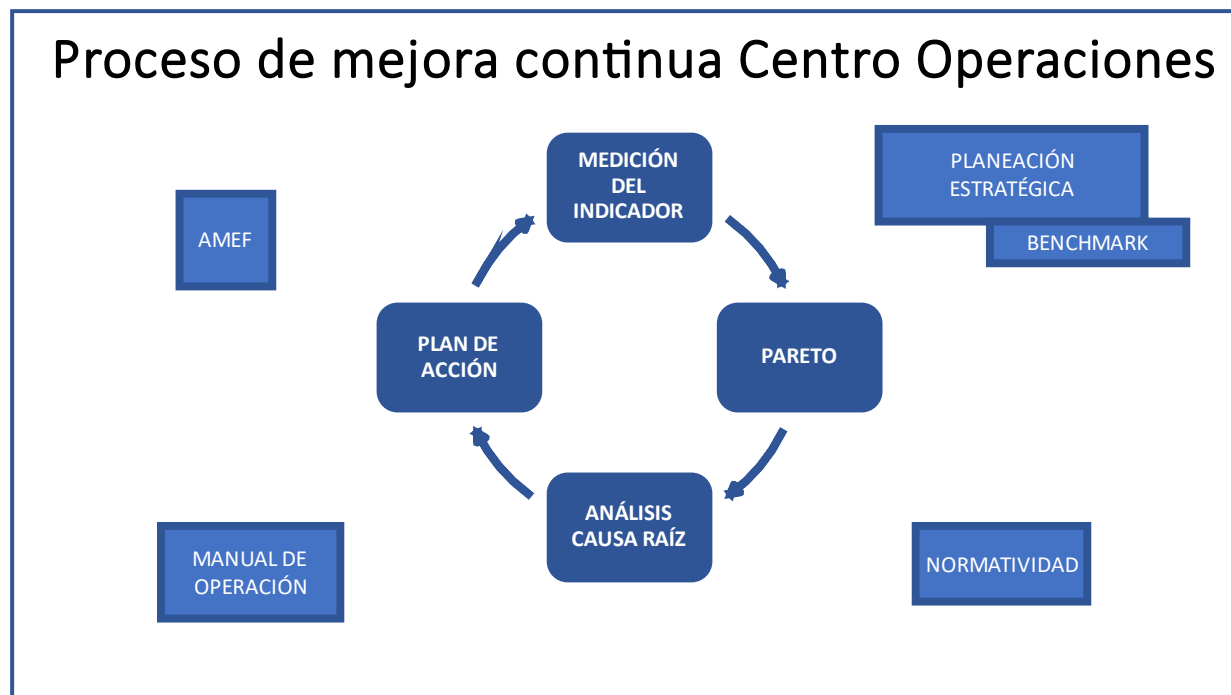 Proceso de mejora continua Centro Operaciones
MEDICIÓN
DEL
INDICADOR
PLANEACIÓN
ESTRATÉGICA
BENCHMARK
AMEF
PLAN DE
ACCIÓN
PARETO
ANÁLISIS
CAUSA RAÍZ
MANUAL DE
OPERACIÓN
NORMATIVIDAD